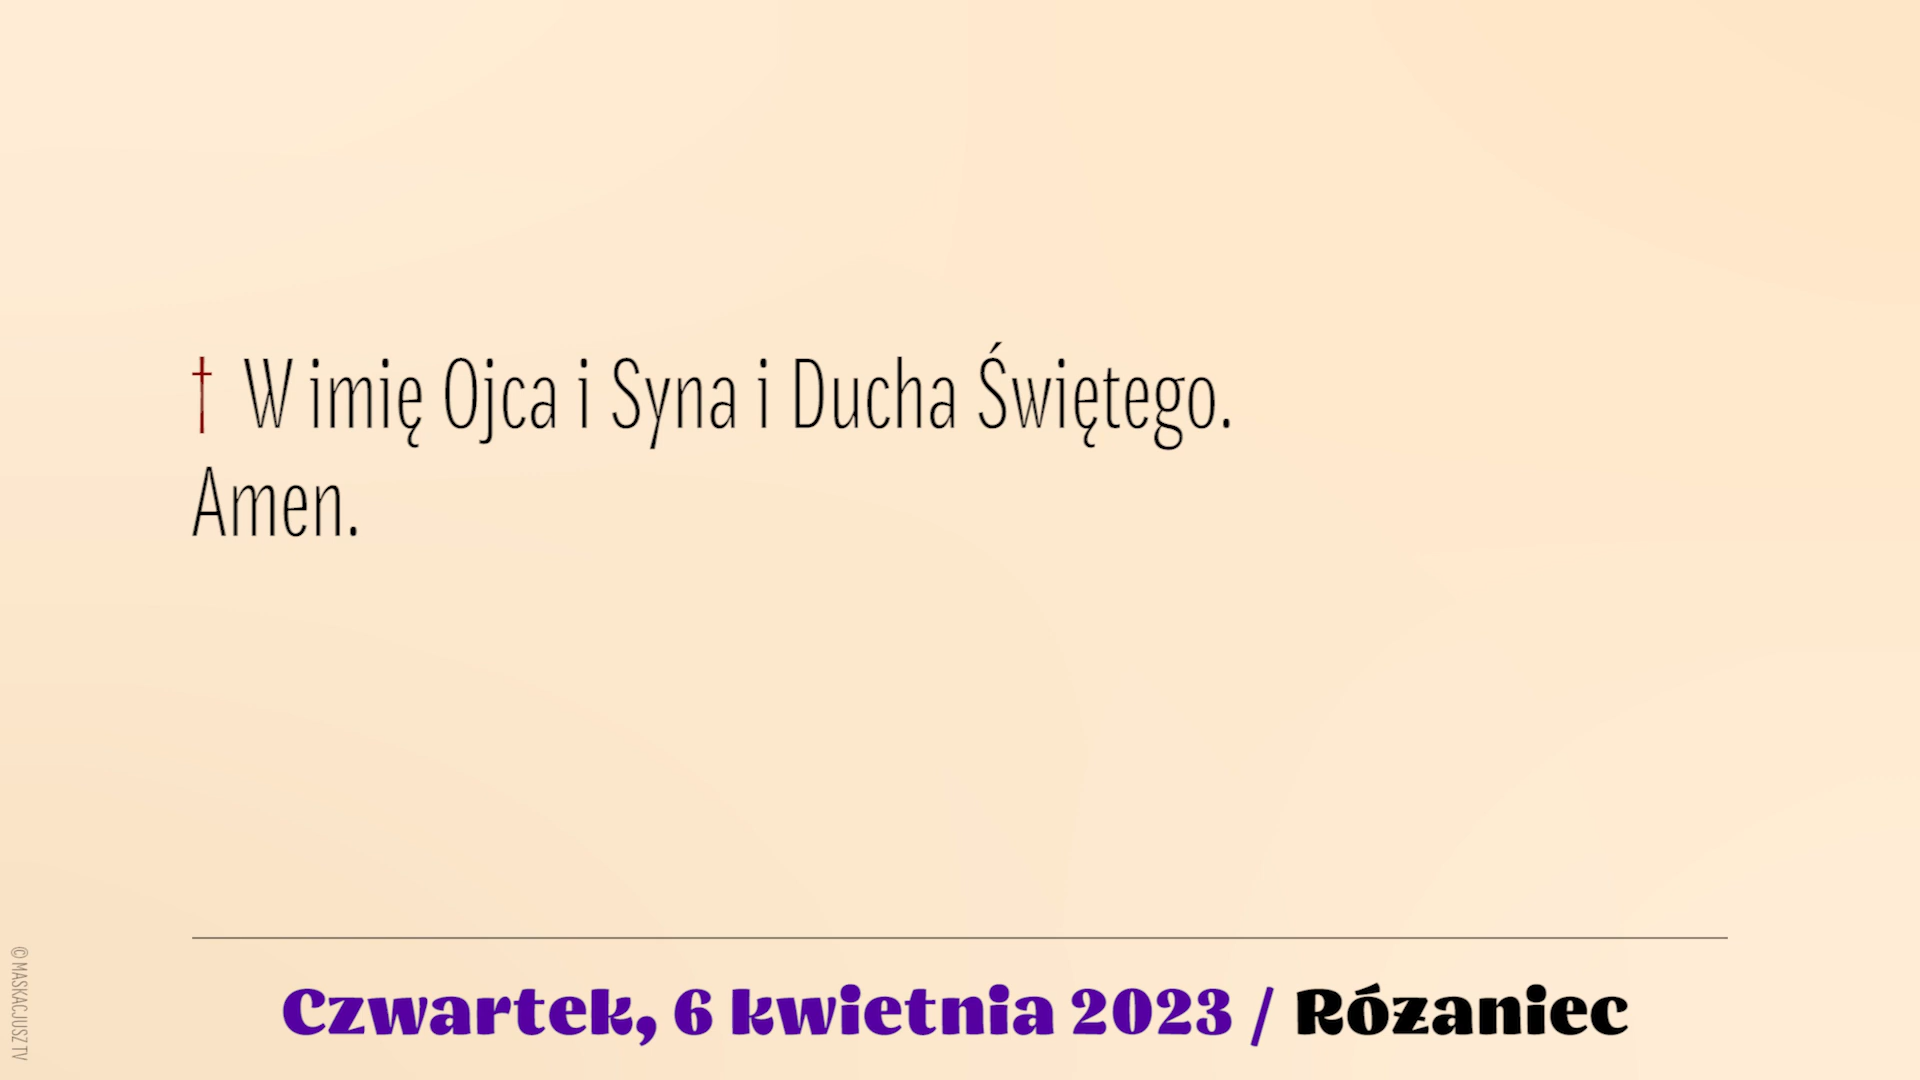 † W imię Ojca i Syna i Ducha Świętego.
Amen.
Czwartek, 6 kwietnia 2023 / Różaniec
© MASKACJUSZ TV